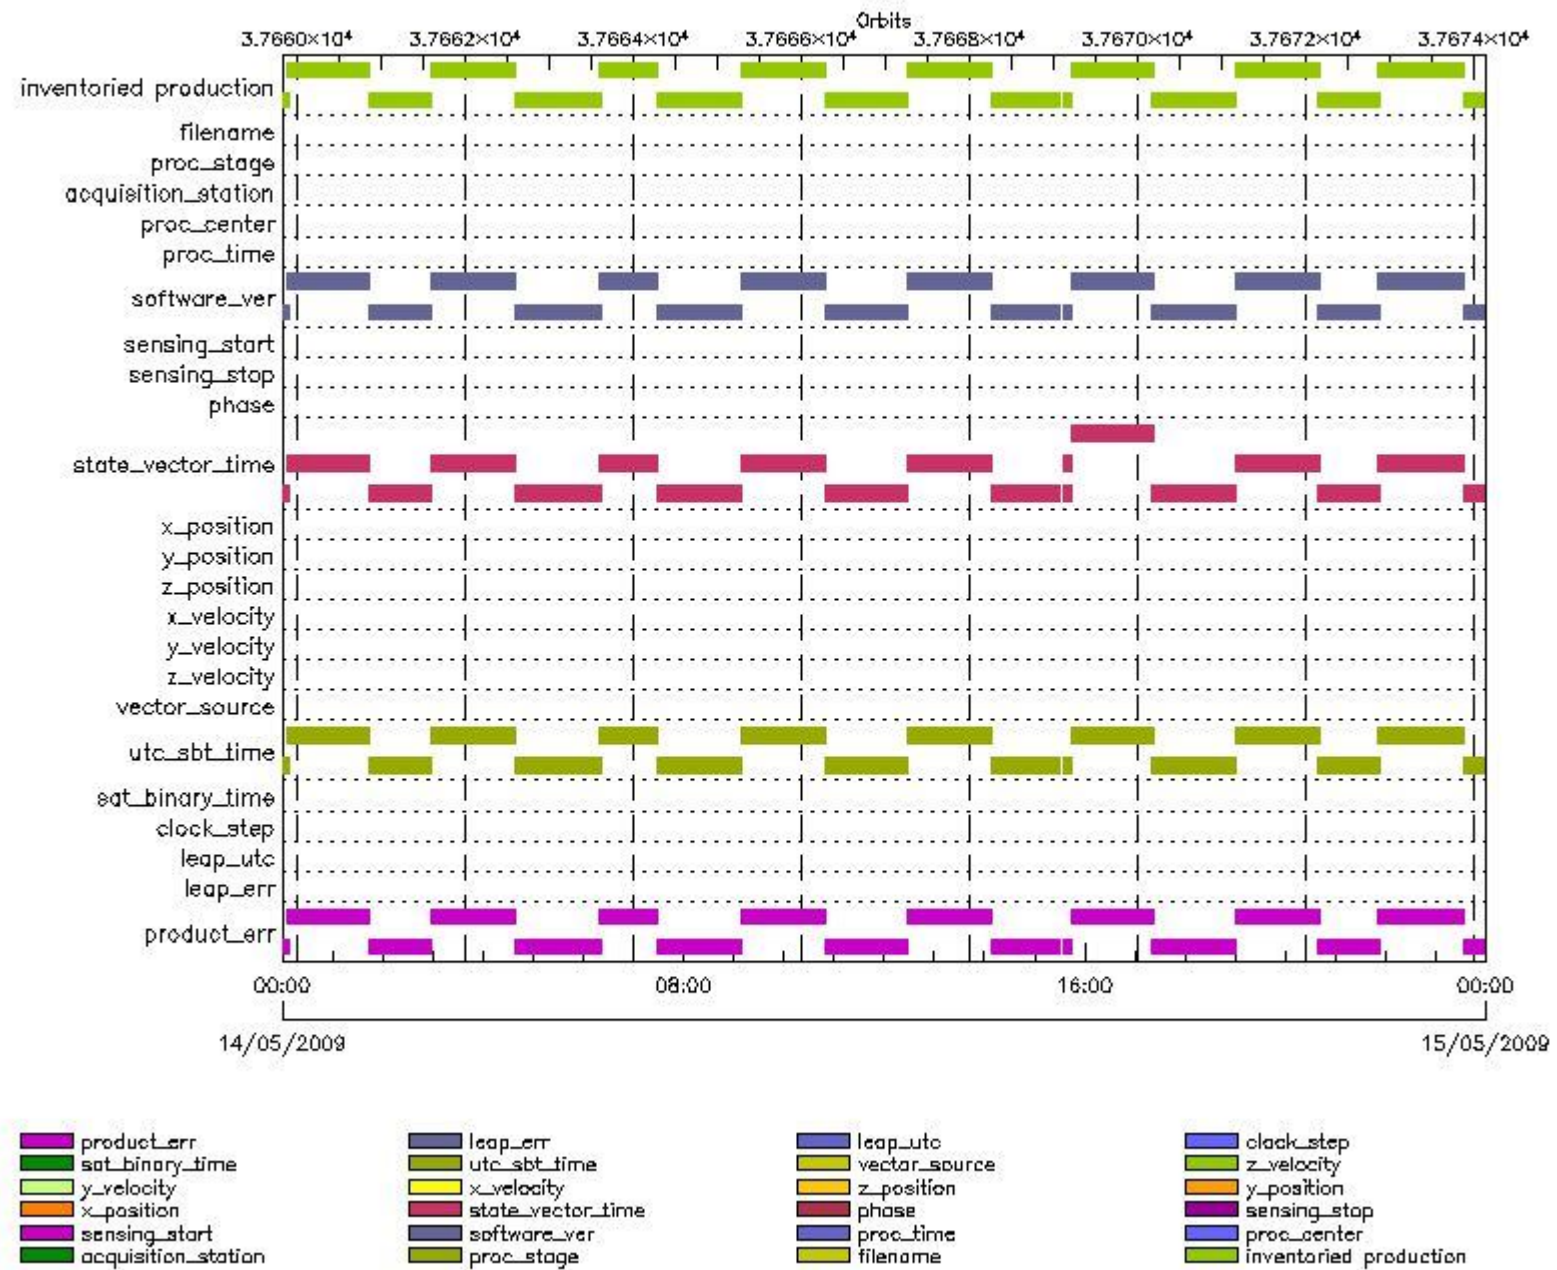 Orbits
3.7660×10⁴ 3.7662×10⁴ 3.7664×10⁴ 3.7666×10⁴ 3.7668×10⁴ 3.7670×10⁴ 3.7672×10⁴ 3.7674×10⁴
inventoried production
filename
proc_stage
acquisition_station
proc_center
proc_time
software_ver
sensing_start
sensing_stop
phase
state_vector_time
x_position
y_position
z_position
x_velocity
y_velocity
z_velocity
vector_source
utc_sbt_time
sat_binary_time
clock_step
leap_utc
leap_err
product_err
00:00 08:00 16:00 00:00
14/05/2009 15/05/2009
product_err leap_err leap_utc clock_step
sat_binary_time utc_sbt_time vector_source z_velocity
y_velocity x_velocity z_position y_position
x_position state_vector_time phase sensing_stop
sensing_start software_ver proc_time proc_center
acquisition_station proc_stage filename inventoried production